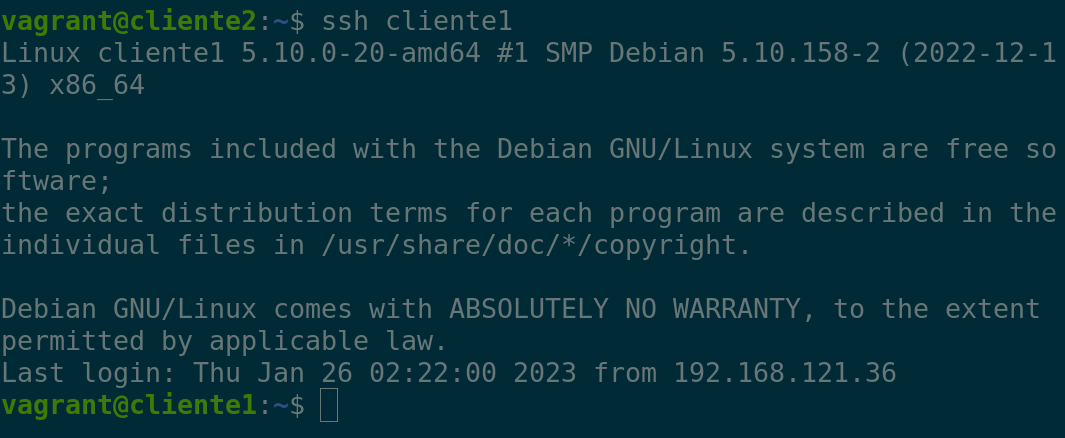 vagrant@cliente2:~$ ssh cliente1
Linux cliente1 5.10.0-20-amd64 #1 SMP Debian 5.10.158-2 (2022-12-1
3) x86_64
The programs included with the Debian GNU/Linux system are free so
ftware;
the exact distribution terms for each program are described in the
individual files in /usr/share/doc/*/copyright.
Debian GNU/Linux comes with ABSOLUTELY NO WARRANTY, to the extent
permitted by applicable law.
Last login: Thu Jan 26 02:22:00 2023 from 192.168.121.36
vagrant@cliente1:~$